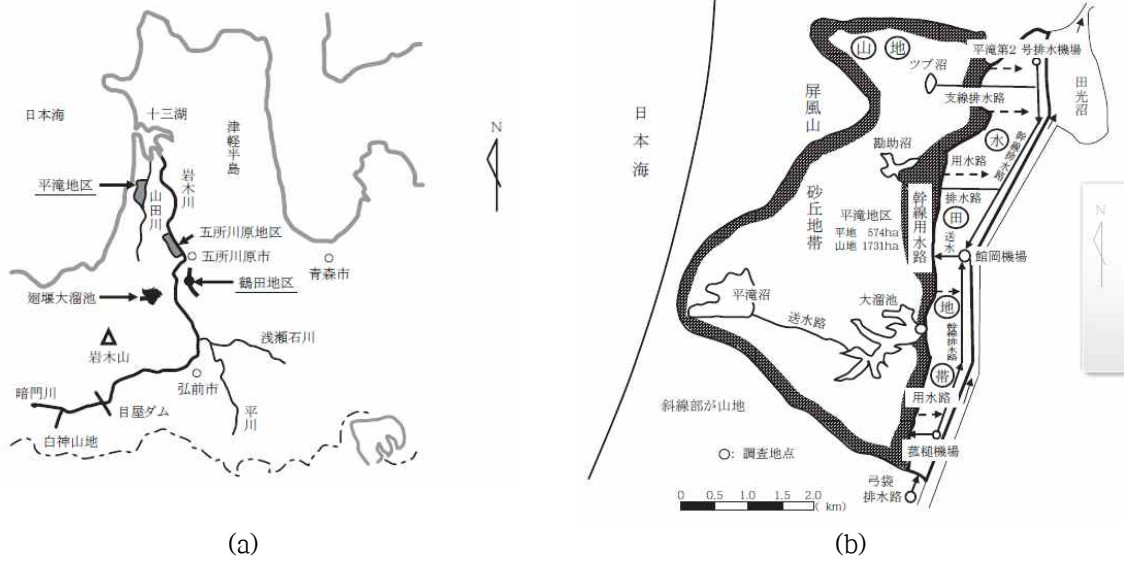 日本海
十三湖
津軽半島
N
平滝地区
岩木川
山田川
五所川原地区
五所川原市
青森市
鶴田地区
廻堰大溜池
浅瀬石川
岩木山
弘前市
暗門川
目屋ダム
平川
白神山地
(a)
山地
平滝第2号排水機場
ツブ沼
田光沼
屏風山
支線排水路
日本海
勘助沼
水田地帯
幹線排水路
用水路
砂丘地帯
平滝地区
平地 574ha
山地 1731ha
幹線用水路
排水路
送水
館岡機場
N
平滝沼
大溜池
送水路
幹線排水路
斜線部が山地
用水路
菰槌機場
○: 調査地点
弓袋
排水路
0 0.5 1.0 1.5 2.0
( km)
(b)